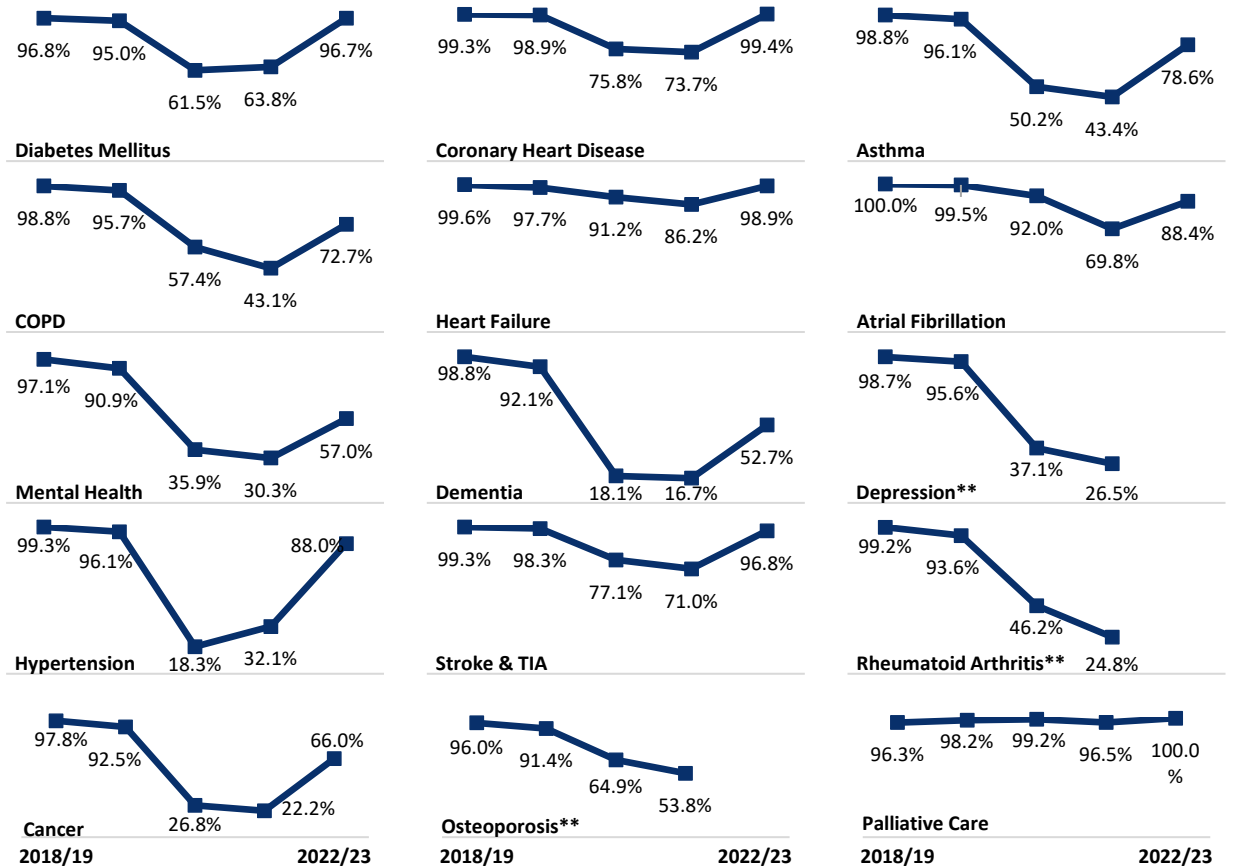 96.8% 95.0% 61.5% 63.8% 96.7%
Diabetes Mellitus
99.3% 98.9% 75.8% 73.7% 99.4%
Coronary Heart Disease
98.8% 96.1% 50.2% 43.4% 78.6%
Asthma
98.8% 95.7% 57.4% 43.1% 72.7%
COPD
99.6% 97.7% 91.2% 86.2% 98.9%
Heart Failure
100.0% 99.5% 92.0% 69.8% 88.4%
Atrial Fibrillation
97.1% 90.9% 35.9% 30.3% 57.0%
Mental Health
98.8% 92.1% 18.1% 16.7% 52.7%
Dementia
98.7% 95.6% 37.1% 26.5%
Depression**
99.3% 96.1% 18.3% 32.1% 88.0%
Hypertension
99.3% 98.3% 77.1% 71.0% 96.8%
Stroke & TIA
99.2% 93.6% 46.2% 24.8%
Rheumatoid Arthritis**
97.8% 92.5% 26.8% 22.2% 66.0%
Cancer
2018/19 2022/23
96.0% 91.4% 64.9% 53.8%
Osteoporosis**
2018/19 2022/23
96.3% 98.2% 99.2% 96.5% 100.0
%
Palliative Care
2018/19 2022/23